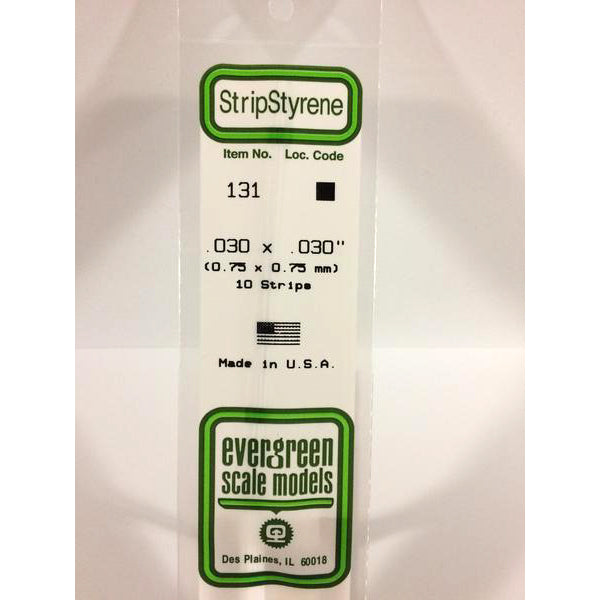 StripStyrene
Item No. Loc. Code
131
.030 x .030"
(0.75 x 0.75 mm)
10 Strips
Made in U.S.A.
evergreen
scale models
Des Plaines, IL 60018